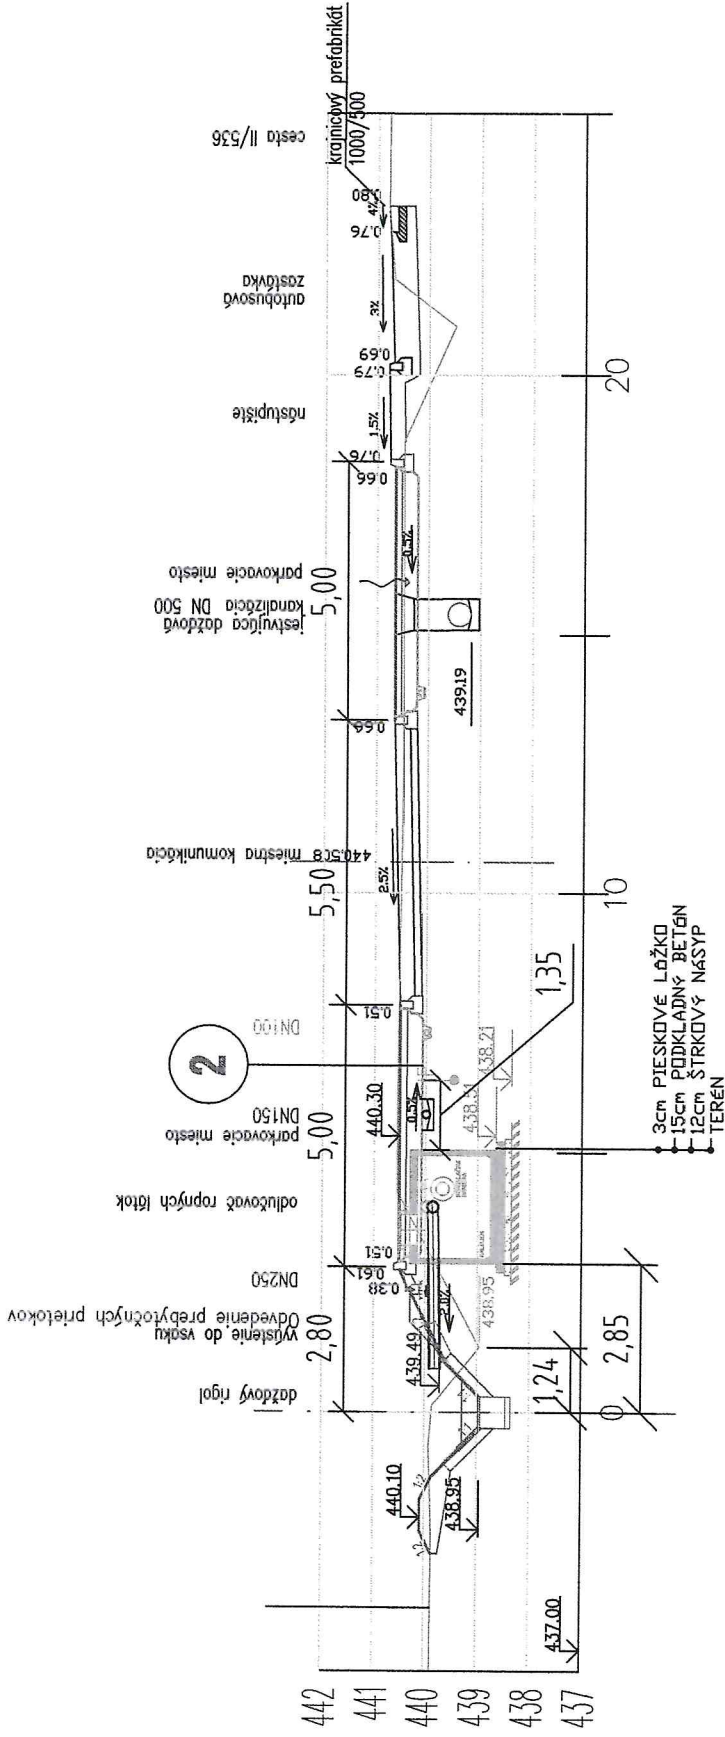 krajnicový prefabrikát
1000/500
cesta II/536
0.80
4%
0.76
autobusová
zastávka
3%
0.69
0.79
nástupište
1.5%
0.76
0.66
20
parkovacie miesto
5,00
0.5%
jestvujúca dažďová
kanalizácia DN 500
439.19
0.66
miestna komunikácia
5,50
2.5%
10
0.51
DN100
2
1,35
438.21
438.51
440.30
0.5%
DN150
parkovacie miesto
5,00
odlučovač ropných látok
3cm PIESKOVÉ LÔŽKO
15cm PODKLADNÝ BETÓN
12cm ŠTRKOVÝ NÁSYP
TERÉN
0.51
0.61
0.38
DN250
Odvedenie prebytočných prietokov
vyústenie do vsaku
2,80
439.49
2.0%
438.95
2,85
1,24
0
dažďový rigol
440.10
438.95
1:2
437.00
442
441
440
439
438
437